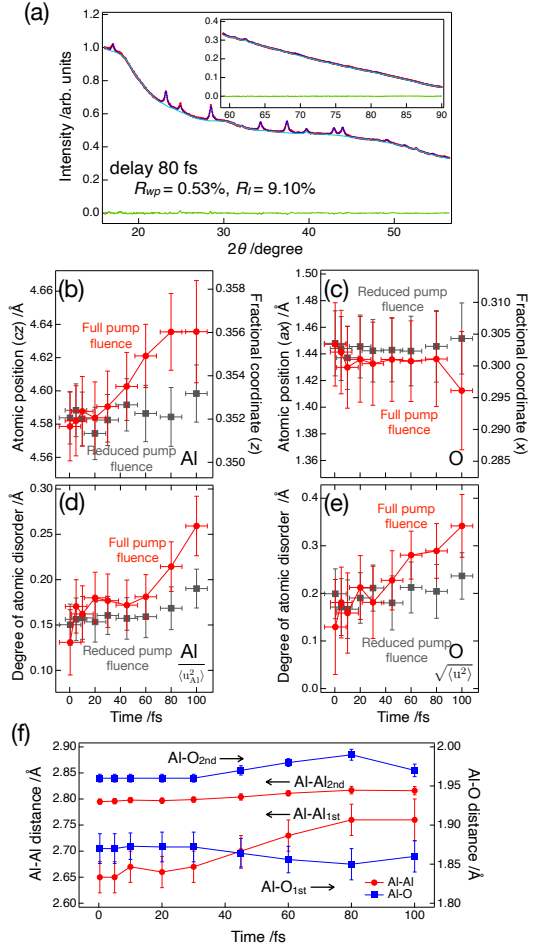 (a)
Intensity /arb. units
1.2
1.0
0.8
0.6
0.4
0.2
0.0
0.4
0.3
0.2
0.1
0.0
60 65 70 75 80 85 90
delay 80 fs
Rwp = 0.53%, RI = 9.10%
20 30 40 50
2θ /degree
(b)
Atomic position (cz) /Å
4.66
4.64
4.62
4.60
4.58
4.56
0.358
0.356
0.354
0.352
0.350
Fractional coordinate (z)
Full pump
fluence
Reduced pump
fluence
Al
(c)
Atomic position (ax) /Å
1.50
1.48
1.46
1.44
1.42
1.40
1.38
1.36
0.310
0.305
0.300
0.295
0.290
0.285
Fractional coordinate (x)
Reduced pump
fluence
Full pump
fluence
O
(d)
Degree of atomic disorder /Å
0.30
0.25
0.20
0.15
0.10
Full pump
fluence
Reduced pump
fluence
Al
⟨u²Al⟩
0 20 40 60 80 100
Time /fs
(e)
Degree of atomic disorder /Å
0.4
0.3
0.2
0.1
0.0
Full pump
fluence
Reduced pump
fluence
O
√⟨u²⟩
0 20 40 60 80 100
Time /fs
(f)
Al-Al distance /Å
2.90
2.85
2.80
2.75
2.70
2.65
2.60
2.00
1.95
1.90
1.85
1.80
Al-O distance /Å
Al-O2nd
Al-Al2nd
Al-Al1st
Al-O1st
Al-Al
Al-O
0 20 40 60 80 100
Time /fs